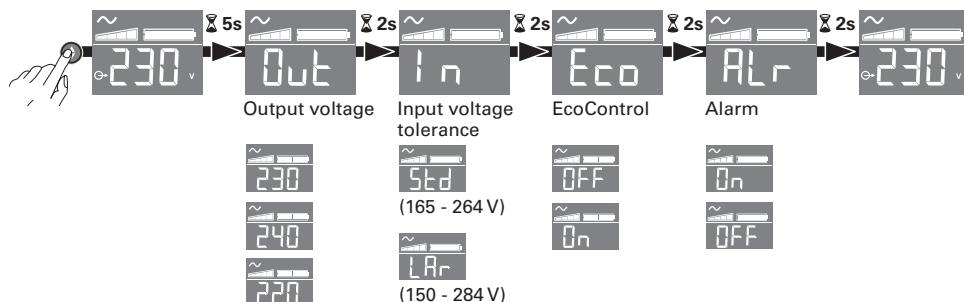 230 v
5s
Out
2s
In
2s
Eco
2s
ALr
2s
230 v
Output voltage
Input voltage
tolerance
EcoControl
Alarm
230
240
220
Std
(165 - 264 V)
LAr
(150 - 284 V)
OFF
On
On
OFF